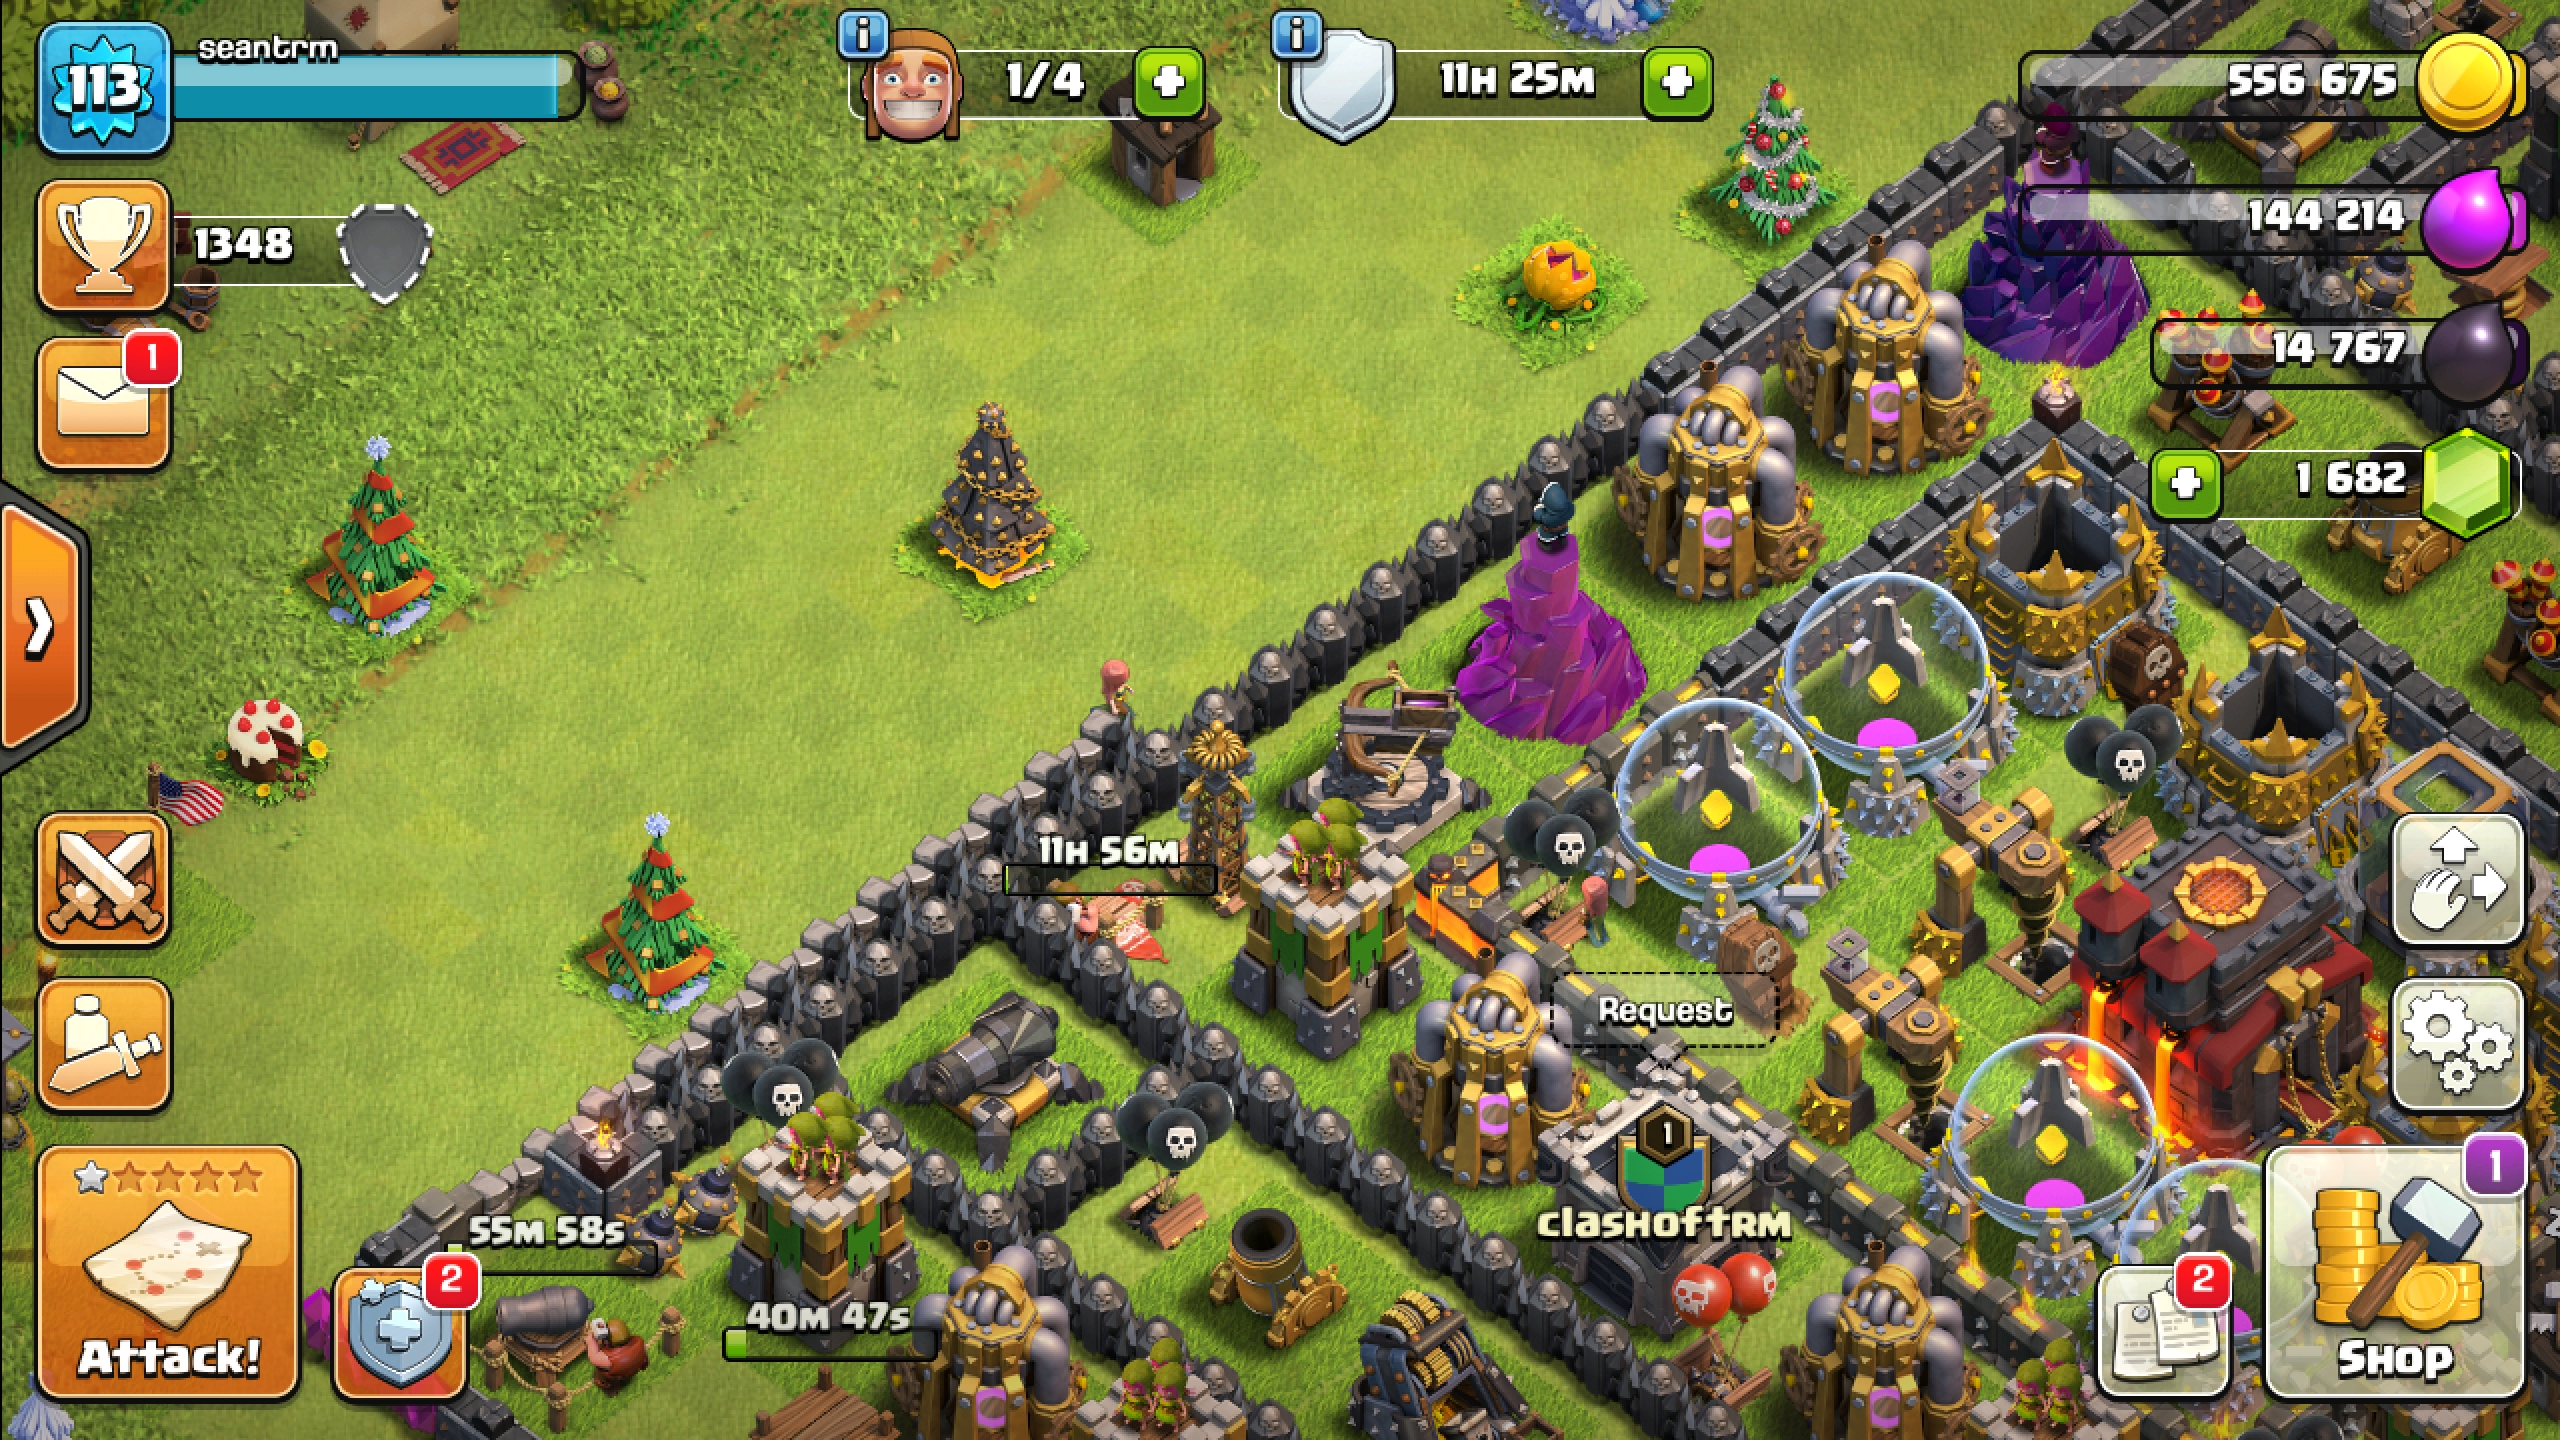 113
seantrm
1/4
11H 25M
556 675
1348
144 214
1
14 767
1 682
11H 56M
Request
1
clashoftrm
1
55M 58s
2
40M 47s
2
Attack!
Shop